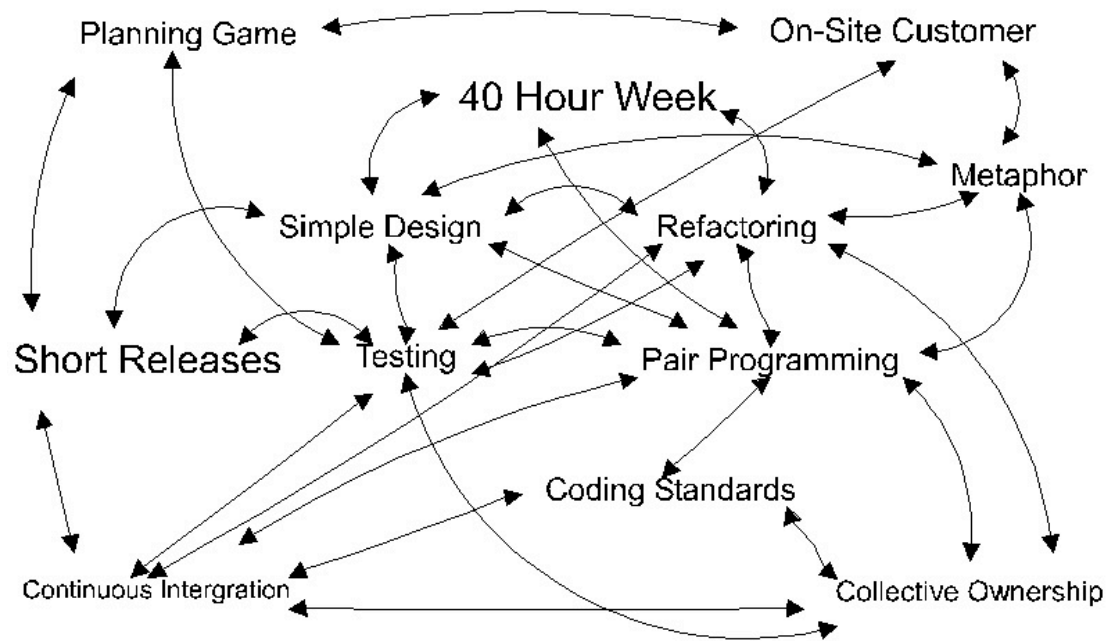 Planning Game
On-Site Customer
40 Hour Week
Metaphor
Simple Design
Refactoring
Short Releases
Testing
Pair Programming
Coding Standards
Continuous Intergration
Collective Ownership